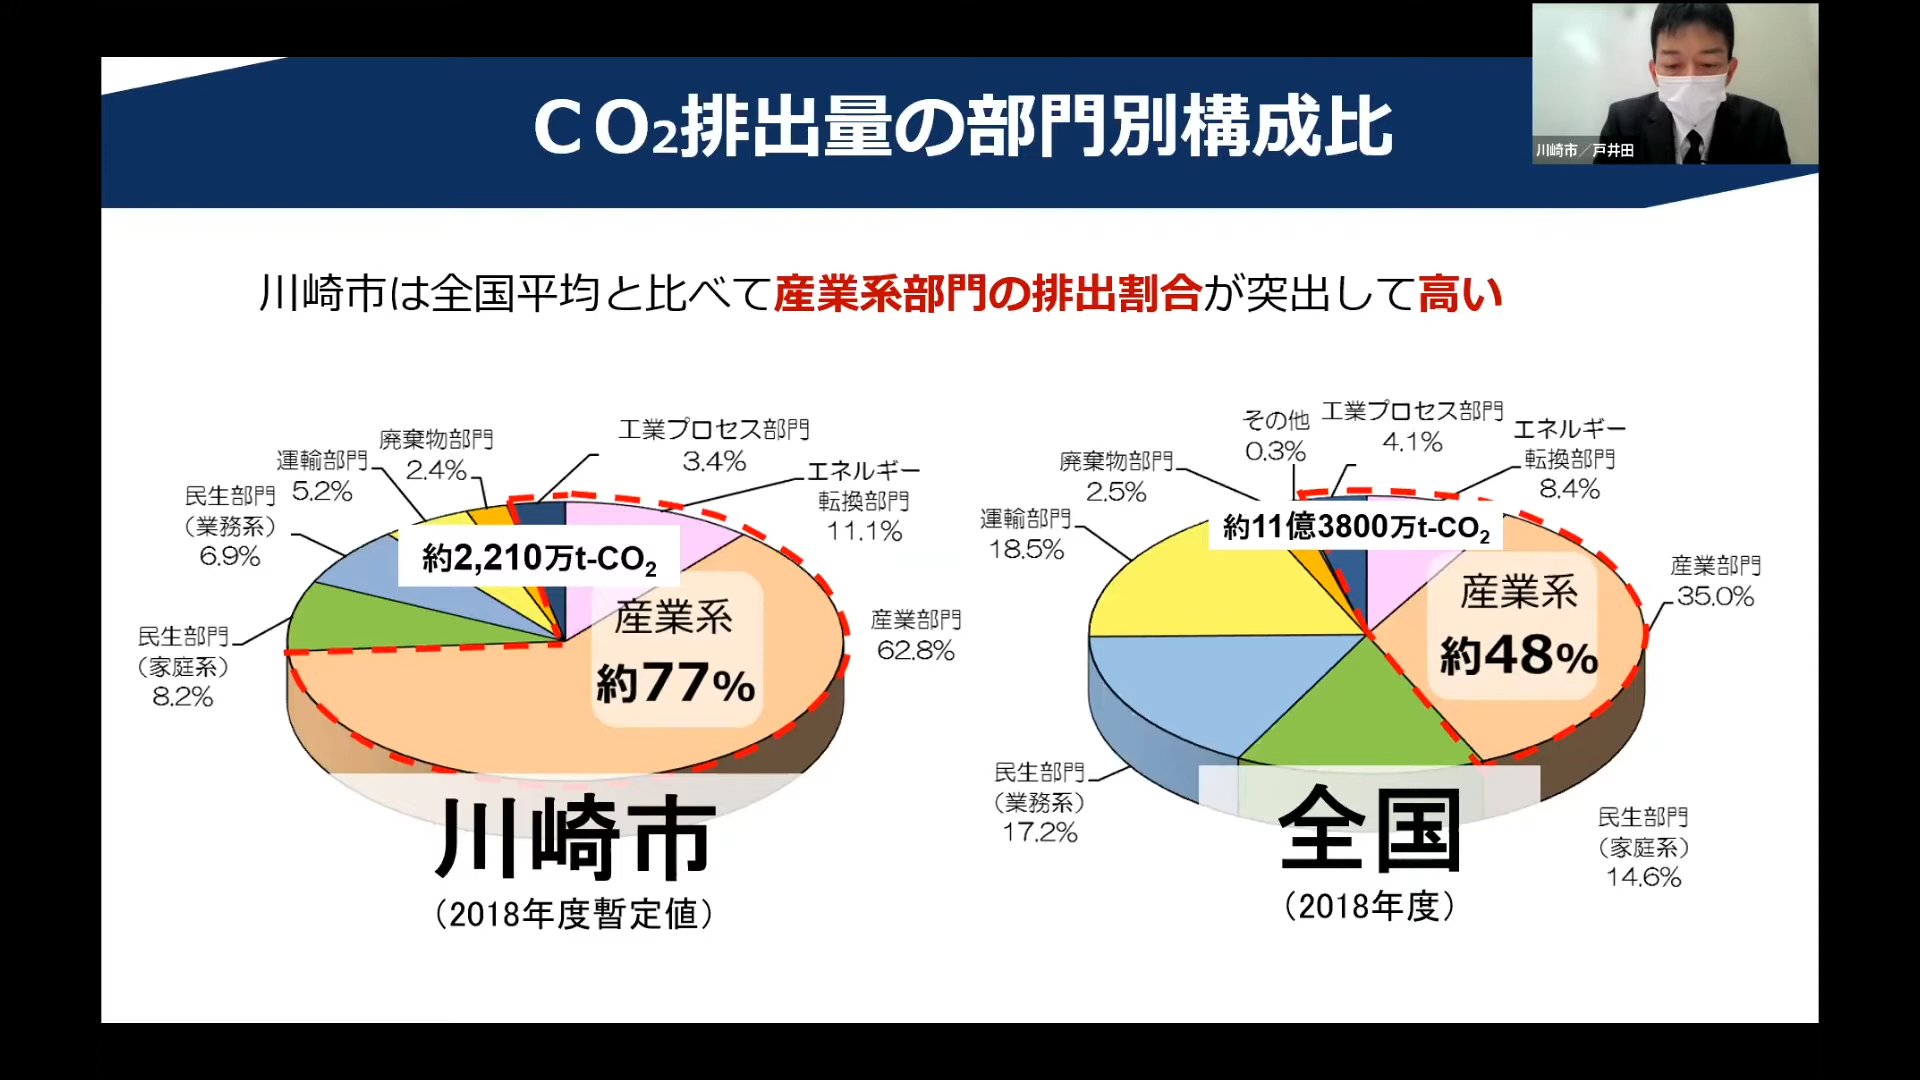 CO2排出量の部門別構成比
川崎市／戸井田
川崎市は全国平均と比べて産業系部門の排出割合が突出して高い
工業プロセス部門
3.4%
廃棄物部門
2.4%
運輸部門
5.2%
民生部門
（業務系）
6.9%
民生部門
（家庭系）
8.2%
エネルギー
転換部門
11.1%
産業部門
62.8%
約2,210万t-CO2
産業系
約77%
川崎市
（2018年度暫定値）
その他
0.3%
工業プロセス部門
4.1%
エネルギー
転換部門
8.4%
廃棄物部門
2.5%
運輸部門
18.5%
産業部門
35.0%
民生部門
（業務系）
17.2%
民生部門
（家庭系）
14.6%
約11億3800万t-CO2
産業系
約48%
全国
（2018年度）